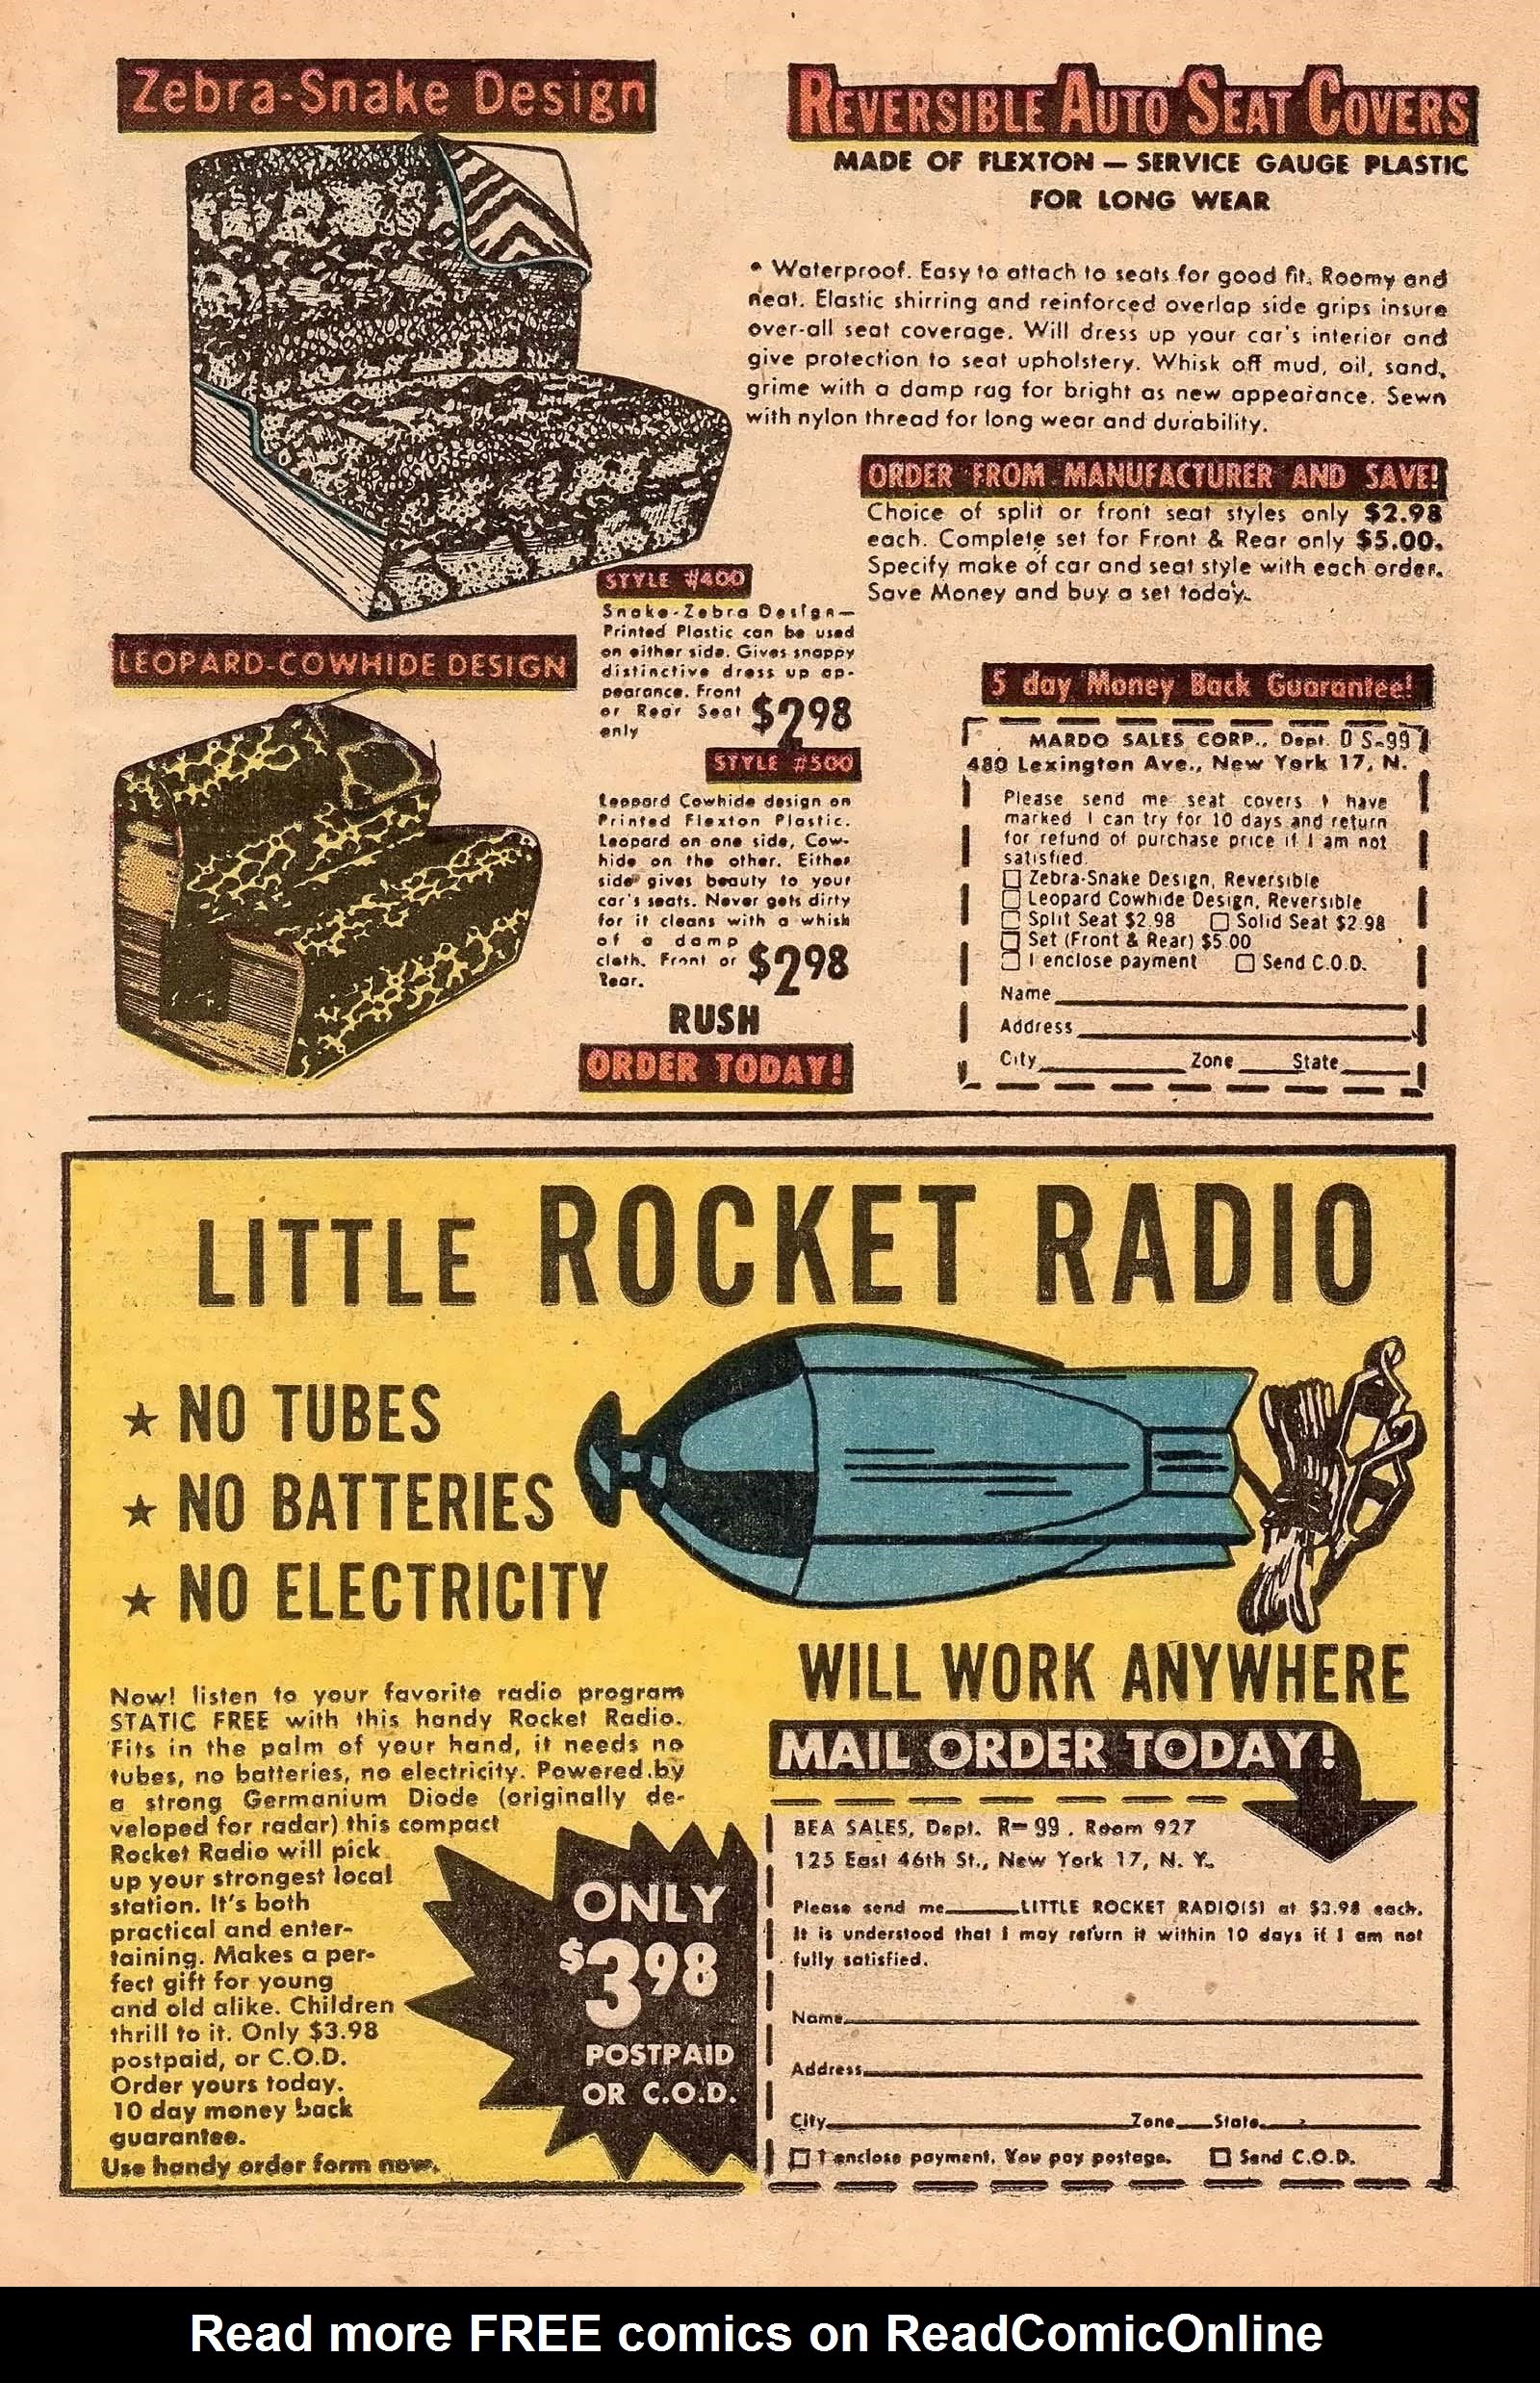 Zebra-Snake Design
REVERSIBLE AUTO SEAT COVERS
MADE OF FLEXTON — SERVICE GAUGE PLASTIC
FOR LONG WEAR
• Waterproof. Easy to attach to seats for good fit. Roomy and
neat. Elastic shirring and reinforced overlap side grips insure
over-all seat coverage. Will dress up your car's interior and
give protection to seat upholstery. Whisk off mud, oil, sand,
grime with a damp rag for bright as new appearance. Sewn
with nylon thread for long wear and durability.
ORDER FROM MANUFACTURER AND SAVE!
Choice of split or front seat styles only $2.98
each. Complete set for Front & Rear only $5.00.
Specify make of car and seat style with each order.
Save Money and buy a set today.
STYLE #400
Snake-Zebra Design—
Printed Plastic can be used
on either side. Gives snappy
distinctive dress up ap-
pearance. Front
or Rear Seat
only
$2.98
LEOPARD-COWHIDE DESIGN
STYLE #500
Leopard Cowhide design on
Printed Flexton Plastic.
Leopard on one side, Cow-
hide on the other. Either
side gives beauty to your
car's seats. Never gets dirty
for it cleans with a whisk
of a damp
cloth. Front or
Rear.
$2.98
RUSH
ORDER TODAY!
5 day Money Back Guarantee!
MARDO SALES CORP., Dept. D S-99
480 Lexington Ave., New York 17, N.
Please send me seat covers I have
marked. I can try for 10 days and return
for refund of purchase price if I am not
satisfied.
Zebra-Snake Design, Reversible
Leopard Cowhide Design, Reversible
Split Seat $2.98 Solid Seat $2.98
Set (Front & Rear) $5.00
I enclose payment Send C.O.D.
Name
Address
City Zone State
LITTLE ROCKET RADIO
★ NO TUBES
★ NO BATTERIES
★ NO ELECTRICITY
WILL WORK ANYWHERE
Now! listen to your favorite radio program
STATIC FREE with this handy Rocket Radio.
Fits in the palm of your hand, it needs no
tubes, no batteries, no electricity. Powered by
a strong Germanium Diode (originally de-
veloped for radar) this compact
Rocket Radio will pick
up your strongest local
station. It's both
practical and enter-
taining. Makes a per-
fect gift for young
and old alike. Children
thrill to it. Only $3.98
postpaid, or C.O.D.
Order yours today.
10 day money back
guarantee.
Use handy order form now.
ONLY
$3.98
POSTPAID
OR C.O.D.
MAIL ORDER TODAY!
BEA SALES, Dept. R-99. Room 927
125 East 46th St., New York 17, N. Y.
Please send me LITTLE ROCKET RADIO(S) at $3.98 each.
It is understood that I may return it within 10 days if I am not
fully satisfied.
Name
Address
City Zone State
I enclose payment. You pay postage. Send C.O.D.
Read more FREE comics on ReadComicOnline